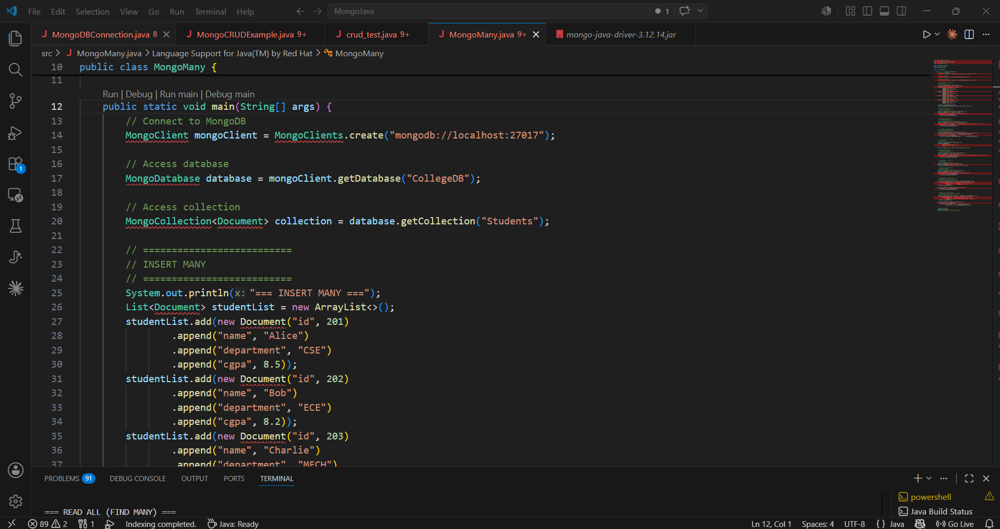 File Edit Selection View Go Run Terminal Help
MongoJava
1
MongoDBConnection.java 8
MongoCRUDExample.java 9+
crud_test.java 9+
MongoMany.java 9+
mongo-java-driver-3.12.14.jar
src > MongoMany.java > Language Support for Java(TM) by Red Hat > MongoMany
10 public class MongoMany {
11
Run | Debug | Run main | Debug main
12 public static void main(String[] args) {
13 // Connect to MongoDB
14 MongoClient mongoClient = MongoClients.create("mongodb://localhost:27017");
15
16 // Access database
17 MongoDatabase database = mongoClient.getDatabase("CollegeDB");
18
19 // Access collection
20 MongoCollection<Document> collection = database.getCollection("Students");
21
22 // ==========================
23 // INSERT MANY
24 // ==========================
25 System.out.println(x: "=== INSERT MANY ===");
26 List<Document> studentList = new ArrayList<>();
27 studentList.add(new Document("id", 201)
28 .append("name", "Alice")
29 .append("department", "CSE")
30 .append("cgpa", 8.5));
31 studentList.add(new Document("id", 202)
32 .append("name", "Bob")
33 .append("department", "ECE")
34 .append("cgpa", 8.2));
35 studentList.add(new Document("id", 203)
36 .append("name", "Charlie")
37 .append("department", "MECH")
1
PROBLEMS 91 DEBUG CONSOLE OUTPUT PORTS TERMINAL
powershell
=== READ ALL (FIND MANY) ===
Java Build Status
89 2 1 Indexing completed. Java: Ready
Ln 12, Col 1 Spaces: 4 UTF-8 { } Java Go Live